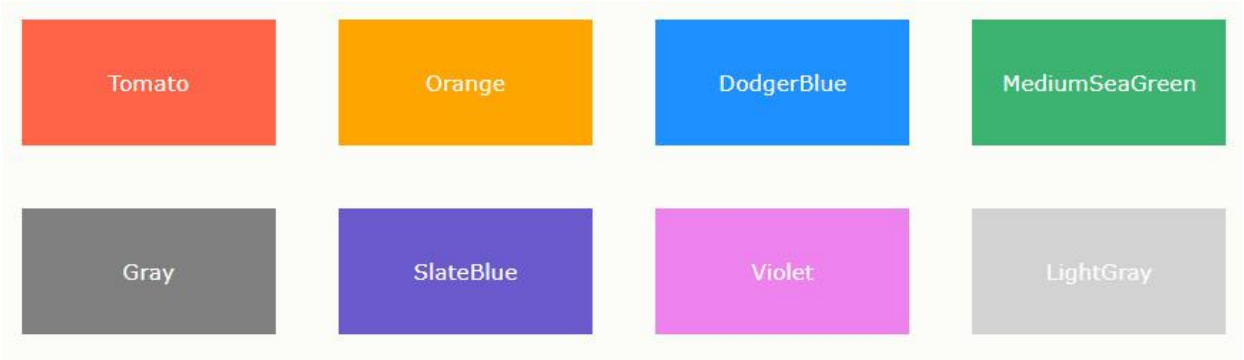 Tomato
Orange
DodgerBlue
MediumSeaGreen
Gray
SlateBlue
Violet
LightGray